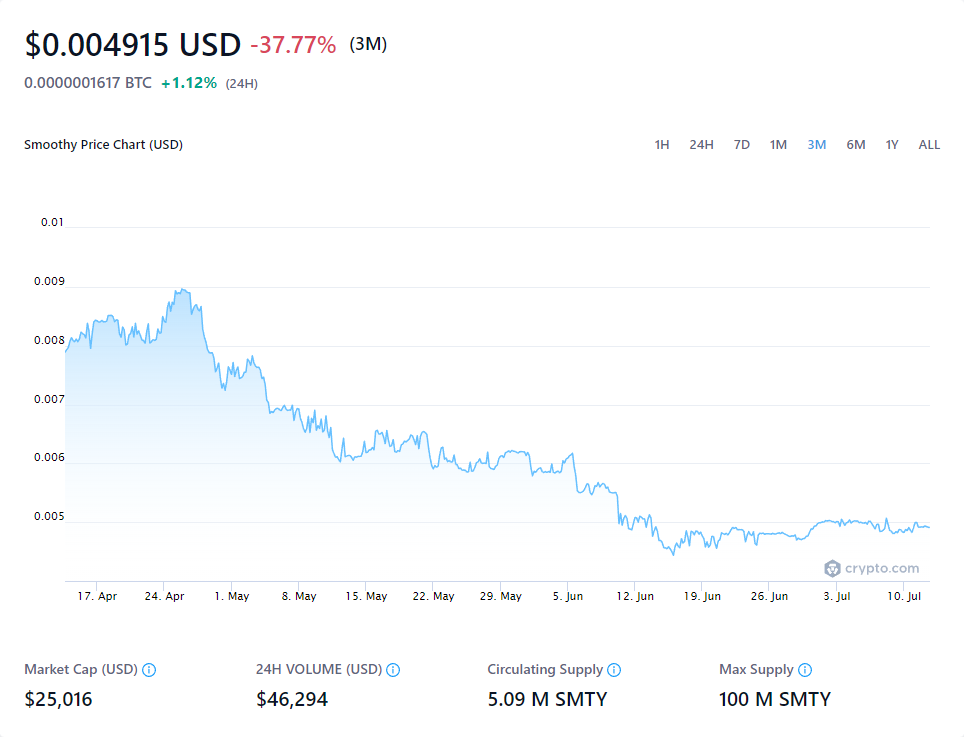 $0.004915 USD -37.77% (3M)
0.0000001617 BTC +1.12% (24H)
Smoothy Price Chart (USD) 1H 24H 7D 1M 3M 6M 1Y ALL
0.01
0.009
0.008
0.007
0.006
0.005
crypto.com
17. Apr 24. Apr 1. May 8. May 15. May 22. May 29. May 5. Jun 12. Jun 19. Jun 26. Jun 3. Jul 10. Jul
Market Cap (USD) 24H VOLUME (USD) Circulating Supply Max Supply
$25,016 $46,294 5.09 M SMTY 100 M SMTY